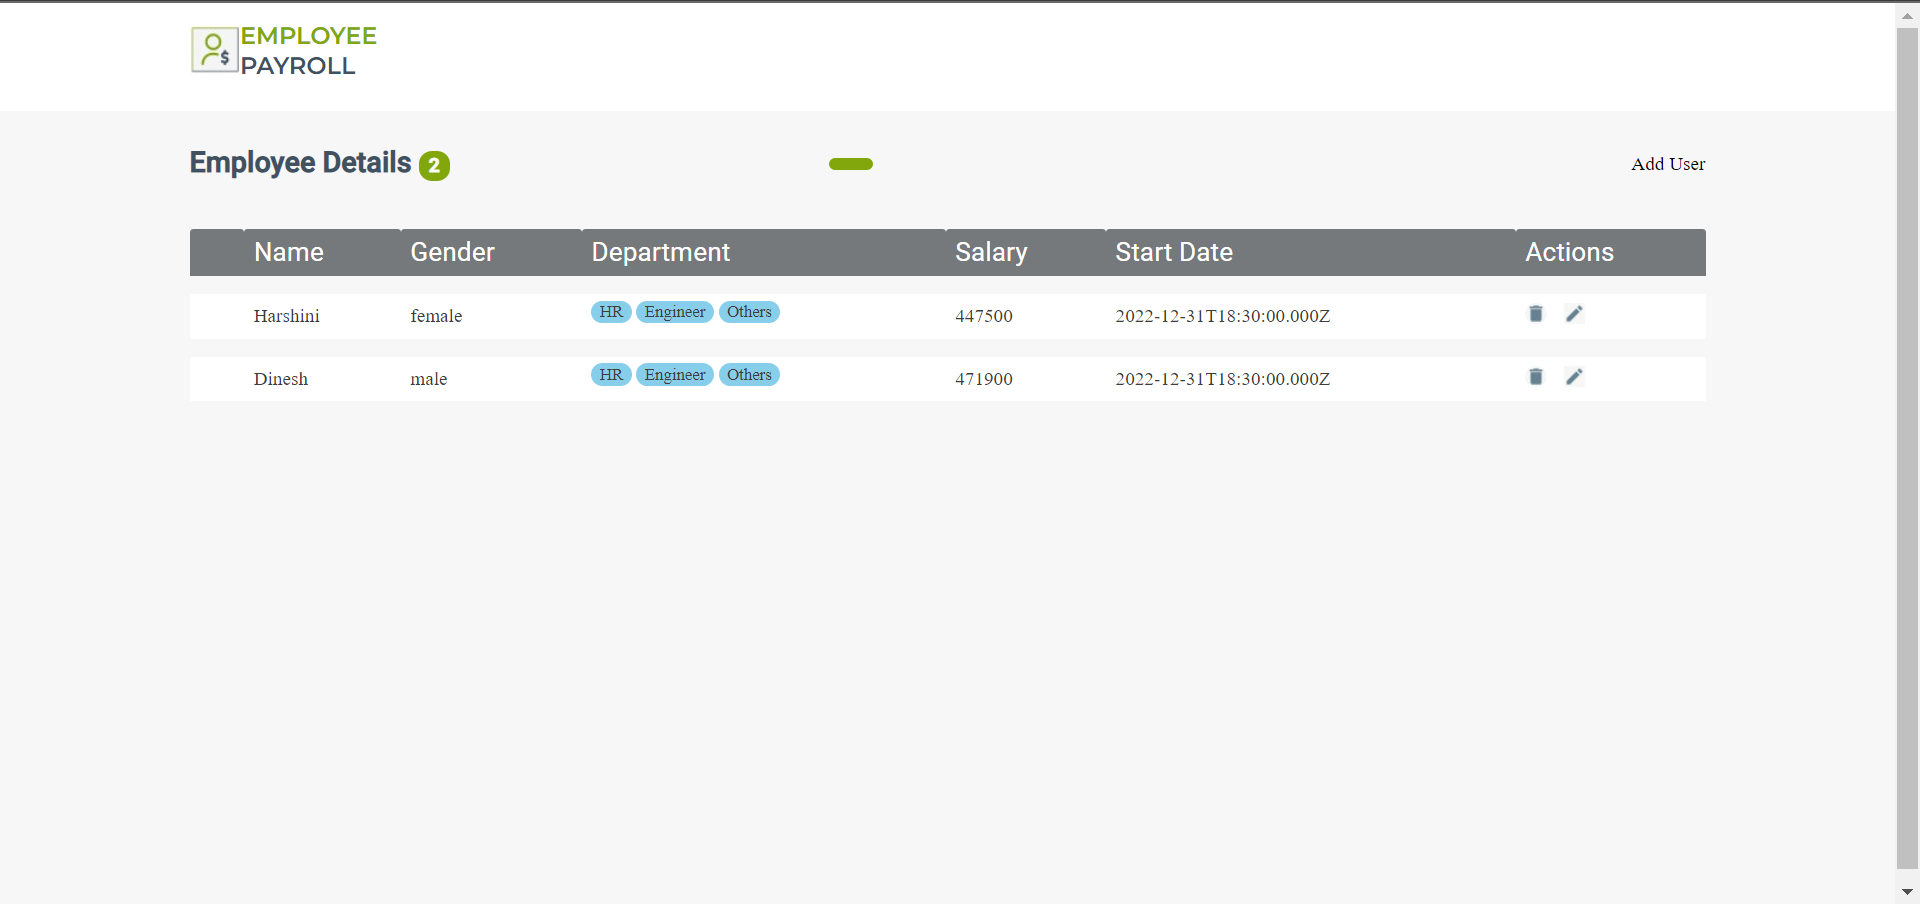 EMPLOYEE
PAYROLL
Employee Details 2
Add User
Name Gender Department Salary Start Date Actions
Harshini female HR Engineer Others 447500 2022-12-31T18:30:00.000Z
Dinesh male HR Engineer Others 471900 2022-12-31T18:30:00.000Z